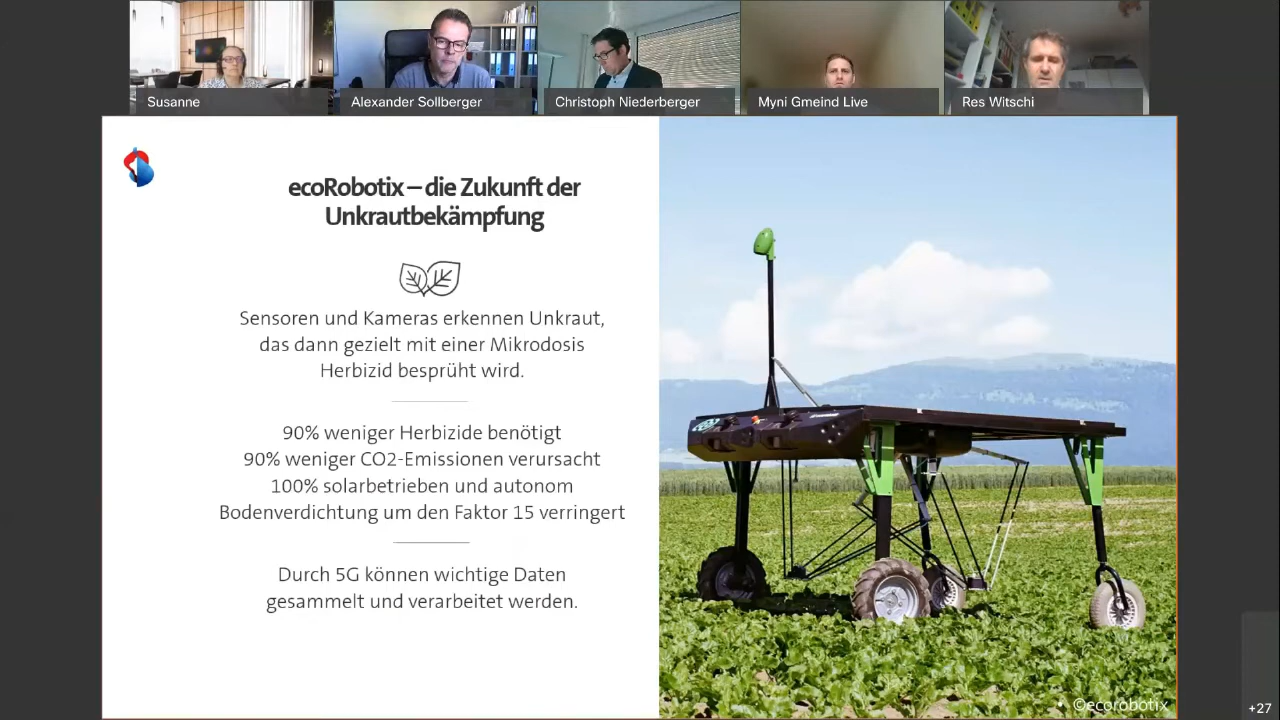 Susanne
Alexander Sollberger
Christoph Niederberger
Myni Gmeind Live
Res Witschi
ecoRobotix – die Zukunft der
Unkrautbekämpfung
Sensoren und Kameras erkennen Unkraut,
das dann gezielt mit einer Mikrodosis
Herbizid besprüht wird.
90% weniger Herbizide benötigt
90% weniger CO2-Emissionen verursacht
100% solarbetrieben und autonom
Bodenverdichtung um den Faktor 15 verringert
Durch 5G können wichtige Daten
gesammelt und verarbeitet werden.
©ecorobotix
+27